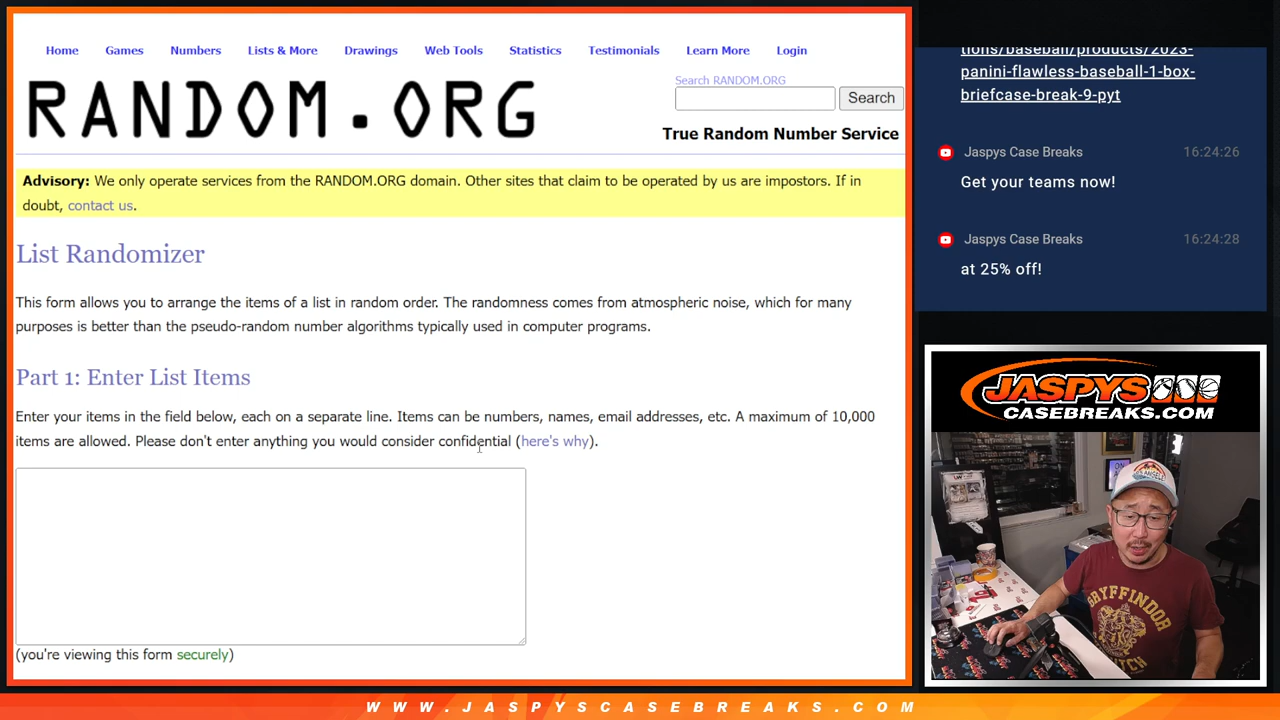 Home Games Numbers Lists & More Drawings Web Tools Statistics Testimonials Learn More Login
RANDOM.ORG
Search RANDOM.ORG
Search
True Random Number Service
Advisory: We only operate services from the RANDOM.ORG domain. Other sites that claim to be operated by us are impostors. If in
doubt, contact us.
List Randomizer
This form allows you to arrange the items of a list in random order. The randomness comes from atmospheric noise, which for many
purposes is better than the pseudo-random number algorithms typically used in computer programs.
Part 1: Enter List Items
Enter your items in the field below, each on a separate line. Items can be numbers, names, email addresses, etc. A maximum of 10,000
items are allowed. Please don't enter anything you would consider confidential (here's why).
(you're viewing this form securely)
tions/baseball/products/2023-
panini-flawless-baseball-1-box-
briefcase-break-9-pyt
Jaspys Case Breaks 16:24:26
Get your teams now!
Jaspys Case Breaks 16:24:28
at 25% off!
JASPYS
CASEBREAKS.COM
GRYFFINDOR
WWW.JASPYSCASEBREAKS.COM